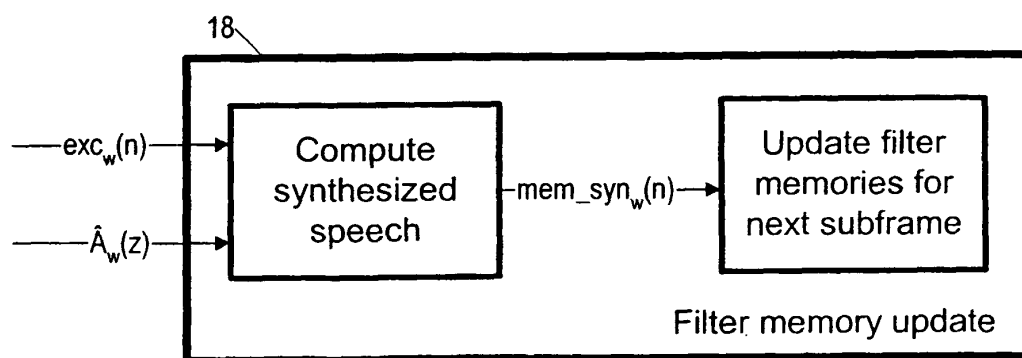 18
exc_w(n)
Â_w(z)
Compute
synthesized
speech
mem_syn_w(n)
Update filter
memories for
next subframe
Filter memory update